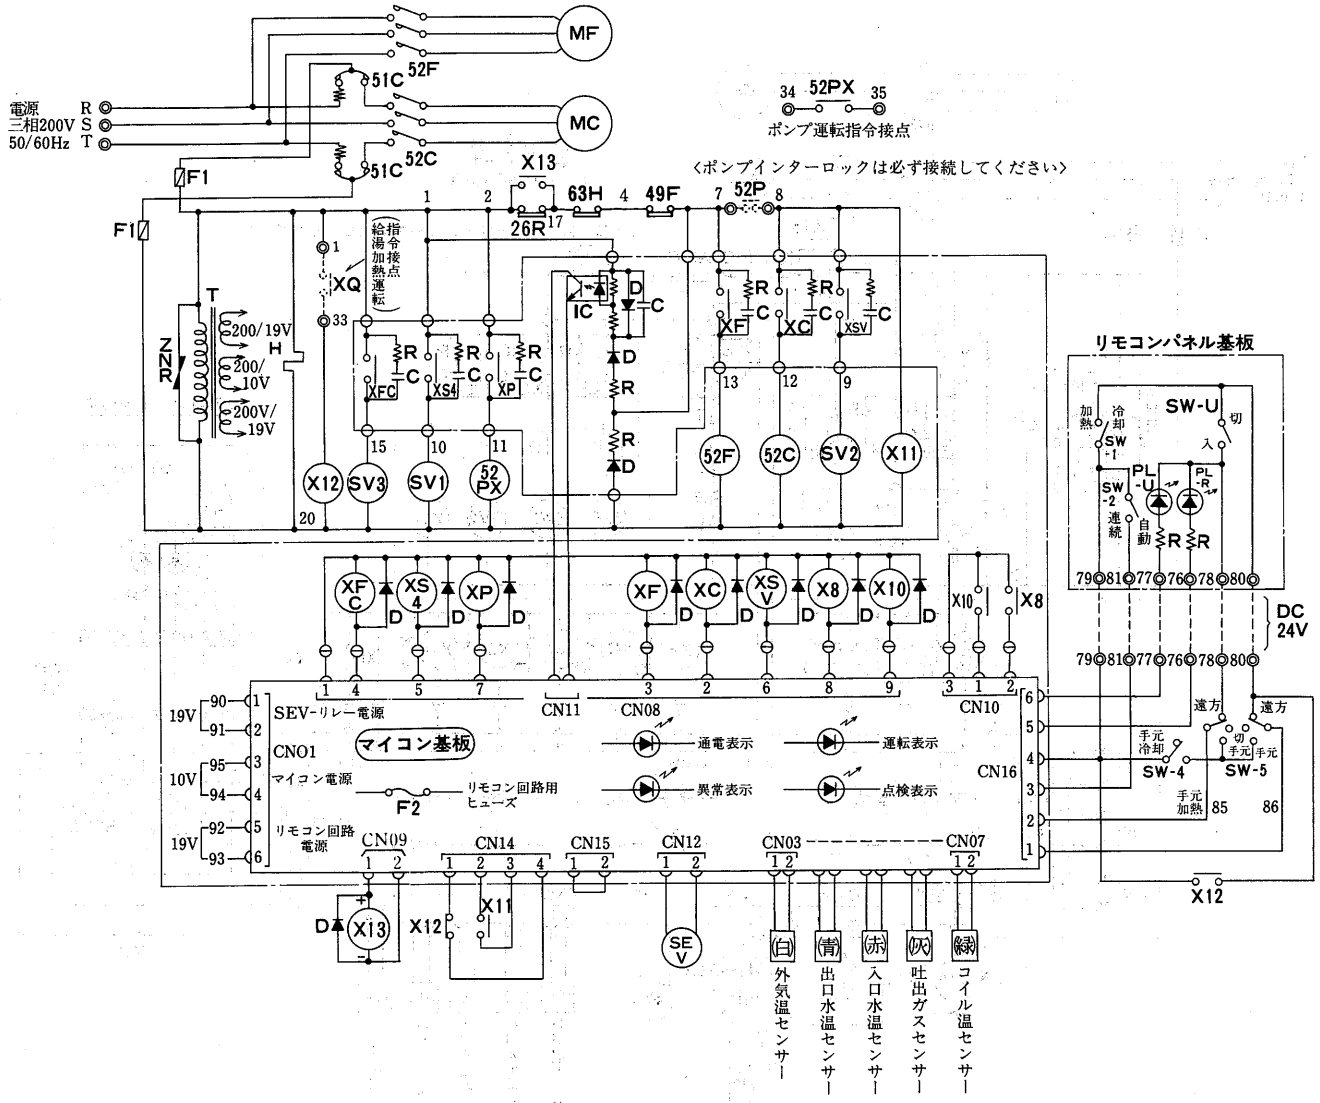 MF
52F
51C
電源 R
三相200V S
50/60Hz T
MC
52C
51C
F1
F1
34 52PX 35
ポンプ運転指令接点
〈ポンプインターロックは必ず接続してください〉
X13
1 2 26R 17 63H 4 49F 7 52P 8
1
XQ
33
指令接点
給湯加熱運転
T
ZNR
200/19V
200/10V
200V/19V
H
IC
D
C
R C XFC
R C XS4
R C XP
D
R
R
D
R C XF
R C XC
R C XSV
15 10 11 13 12 9
X12 SV3 SV1 52PX 52F 52C SV2 X11
20
リモコンパネル基板
加熱 冷却 SW-1
SW-U 切 入
SW-2 連続 自動
PL-U PL-R
R R
79 81 77 76 78 80
DC 24V
79 81 77 76 78 80
XFC D XS4 D XP D XF D XC D XSV D X8 D X10 D
X10 X8
1 4 5 7 CN11 3 2 6 8 9 3 1 2
SEV-リレー電源
CN08
CN10
90 1
19V
91 2
CN01
95 3
10V マイコン電源
94 4
92 5
19V リモコン回路電源
93 6
マイコン基板
F2 リモコン回路用ヒューズ
通電表示
運転表示
異常表示
点検表示
CN16
6
5
4
3
2
1
遠方 遠方
手元冷却 SW-4
切 手元 手元
SW-5
手元加熱 85 86
X12
CN09 CN14 CN15 CN12 CN03 CN07
1 2 1 2 3 4 1 2 1 2 1 2 1 2
+
D X13
-
X12 X11
SEV
(白) (青) (赤) (灰) (緑)
外気温センサー
出口水温センサー
入口水温センサー
吐出ガスセンサー
コイル温センサー